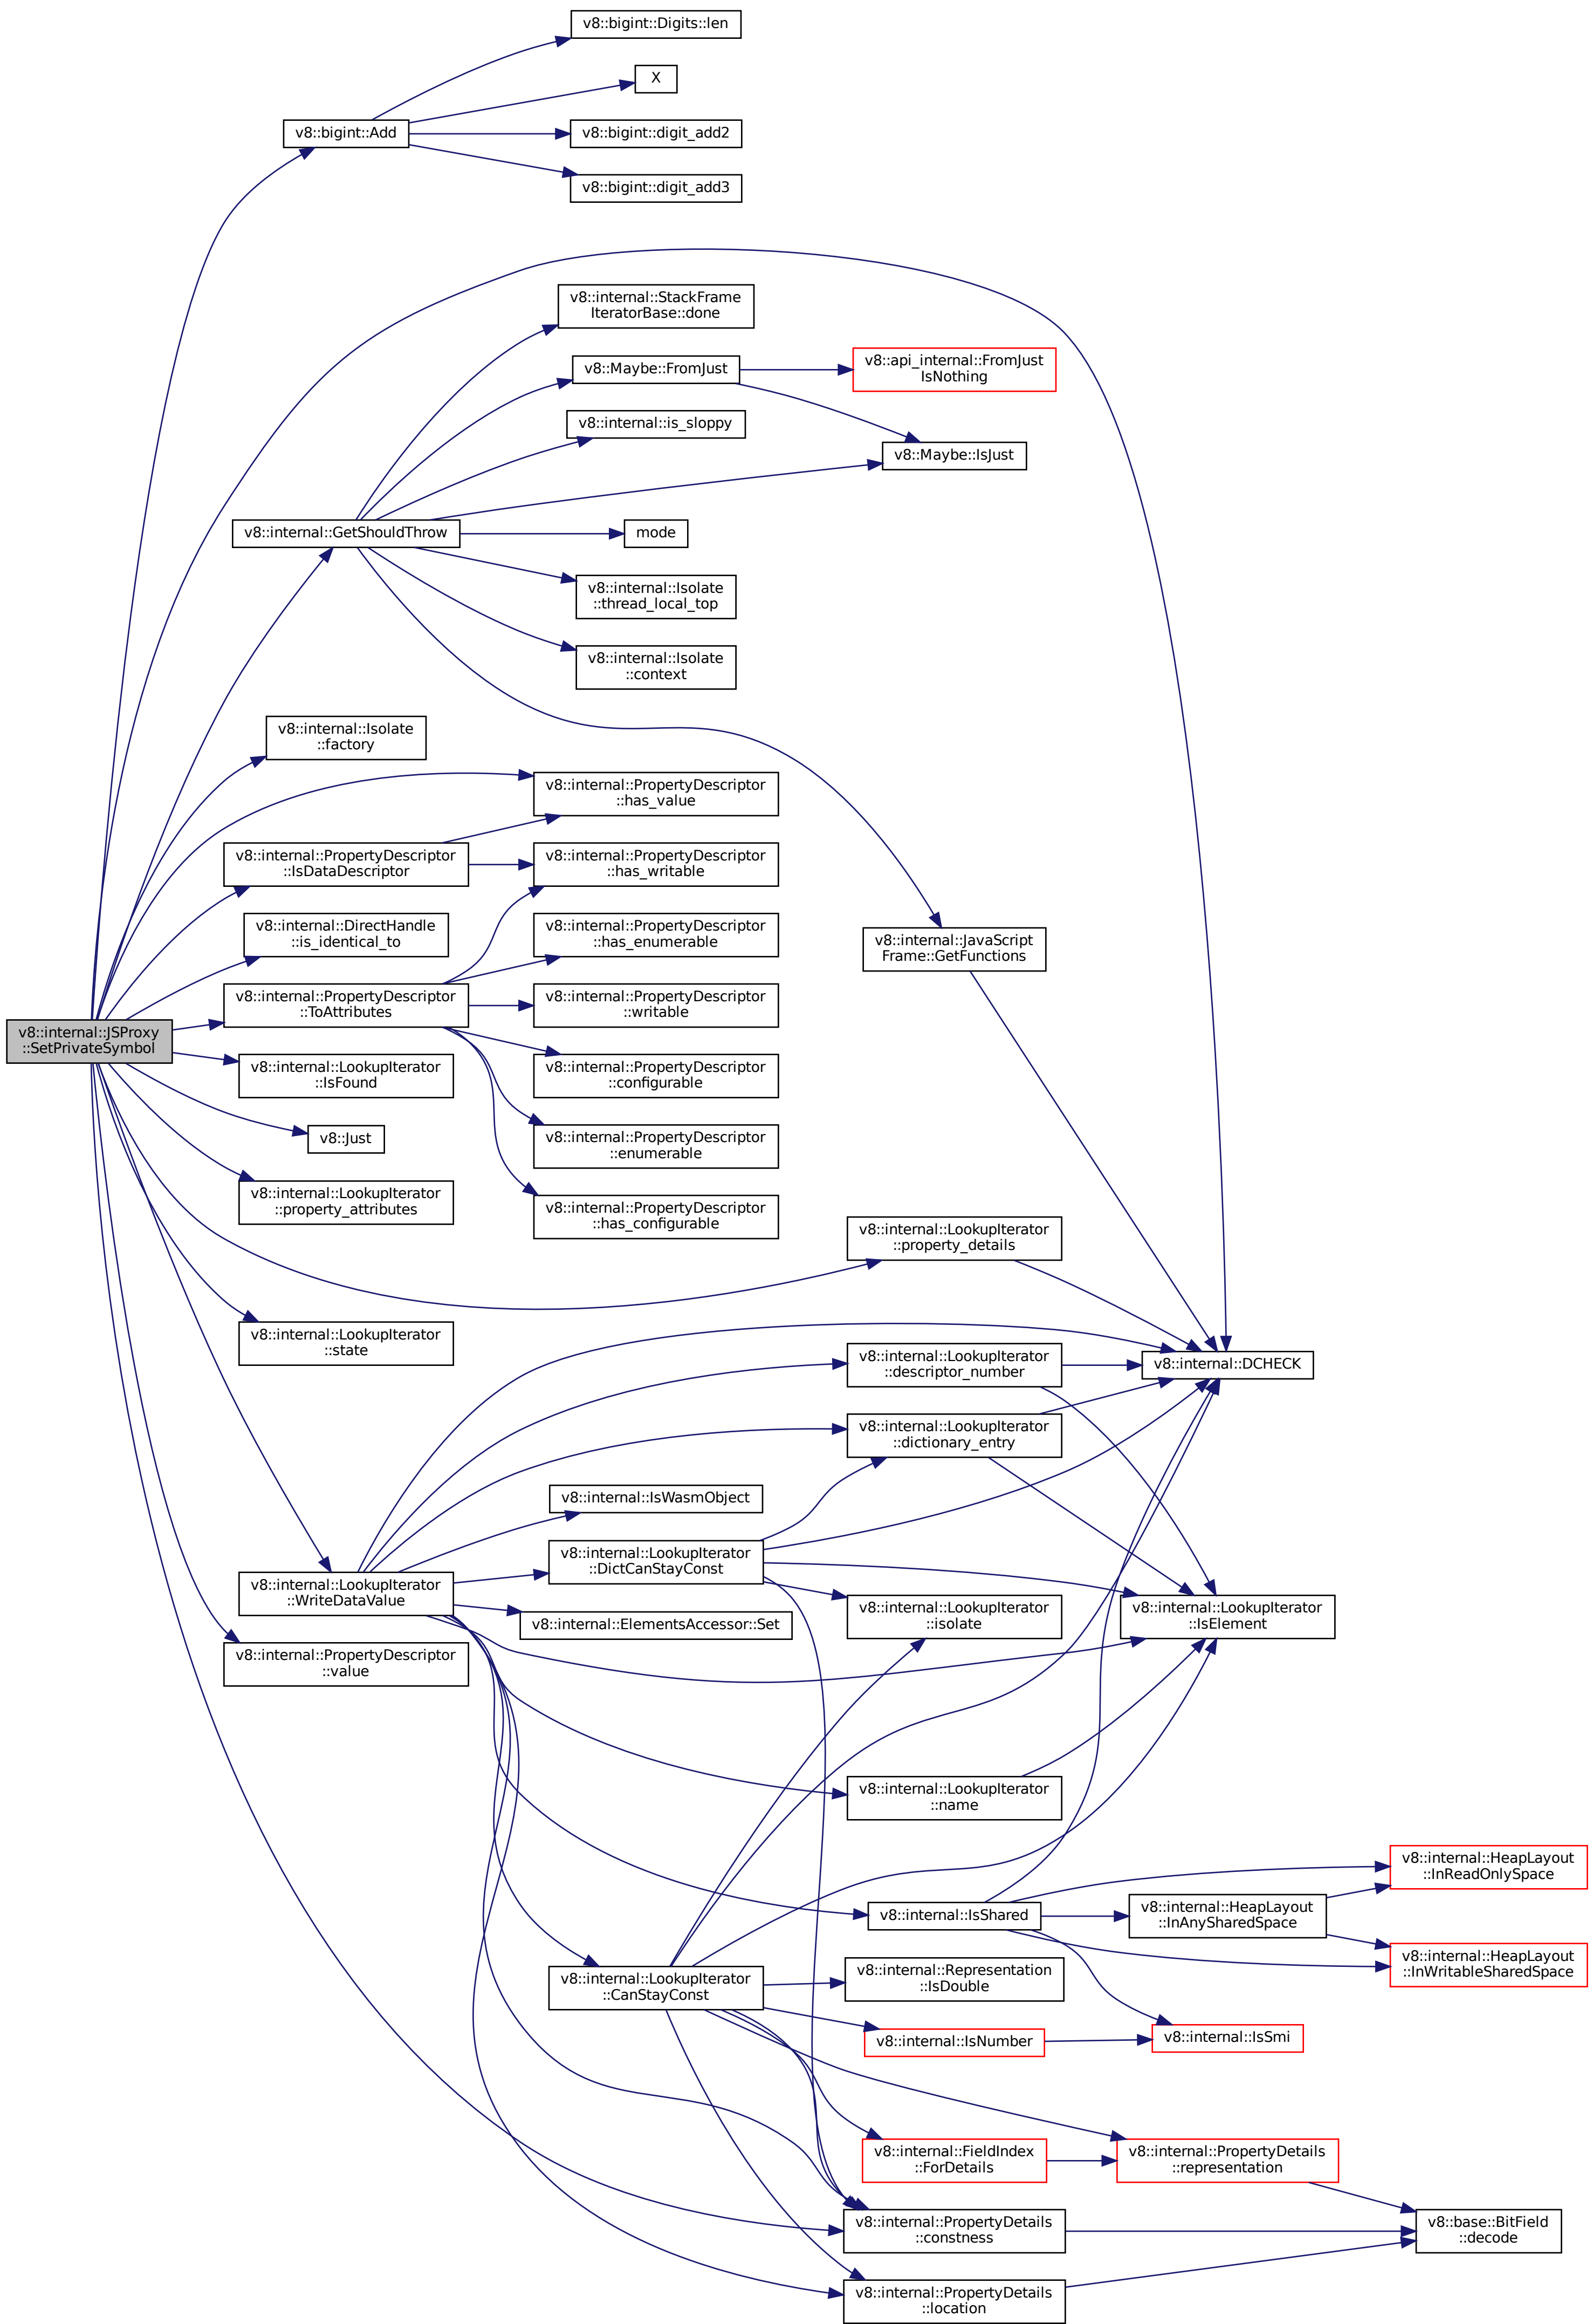 v8::bigint::Digits::len
X
v8::bigint::Add
v8::bigint::digit_add2
v8::bigint::digit_add3
v8::internal::StackFrame
IteratorBase::done
v8::Maybe::FromJust
v8::api_internal::FromJust
IsNothing
v8::internal::is_sloppy
v8::Maybe::IsJust
v8::internal::GetShouldThrow
mode
v8::internal::Isolate
::thread_local_top
v8::internal::Isolate
::context
v8::internal::Isolate
::factory
v8::internal::PropertyDescriptor
::has_value
v8::internal::PropertyDescriptor
::IsDataDescriptor
v8::internal::PropertyDescriptor
::has_writable
v8::internal::DirectHandle
::is_identical_to
v8::internal::PropertyDescriptor
::has_enumerable
v8::internal::JavaScript
Frame::GetFunctions
v8::internal::PropertyDescriptor
::ToAttributes
v8::internal::PropertyDescriptor
::writable
v8::internal::JSProxy
::SetPrivateSymbol
v8::internal::LookupIterator
::IsFound
v8::internal::PropertyDescriptor
::configurable
v8::Just
v8::internal::PropertyDescriptor
::enumerable
v8::internal::LookupIterator
::property_attributes
v8::internal::PropertyDescriptor
::has_configurable
v8::internal::LookupIterator
::property_details
v8::internal::LookupIterator
::state
v8::internal::LookupIterator
::descriptor_number
v8::internal::DCHECK
v8::internal::LookupIterator
::dictionary_entry
v8::internal::IsWasmObject
v8::internal::LookupIterator
::DictCanStayConst
v8::internal::LookupIterator
::WriteDataValue
v8::internal::ElementsAccessor::Set
v8::internal::LookupIterator
::isolate
v8::internal::LookupIterator
::IsElement
v8::internal::PropertyDescriptor
::value
v8::internal::LookupIterator
::name
v8::internal::HeapLayout
::InReadOnlySpace
v8::internal::IsShared
v8::internal::HeapLayout
::InAnySharedSpace
v8::internal::HeapLayout
::InWritableSharedSpace
v8::internal::LookupIterator
::CanStayConst
v8::internal::Representation
::IsDouble
v8::internal::IsNumber
v8::internal::IsSmi
v8::internal::FieldIndex
::ForDetails
v8::internal::PropertyDetails
::representation
v8::internal::PropertyDetails
::constness
v8::base::BitField
::decode
v8::internal::PropertyDetails
::location